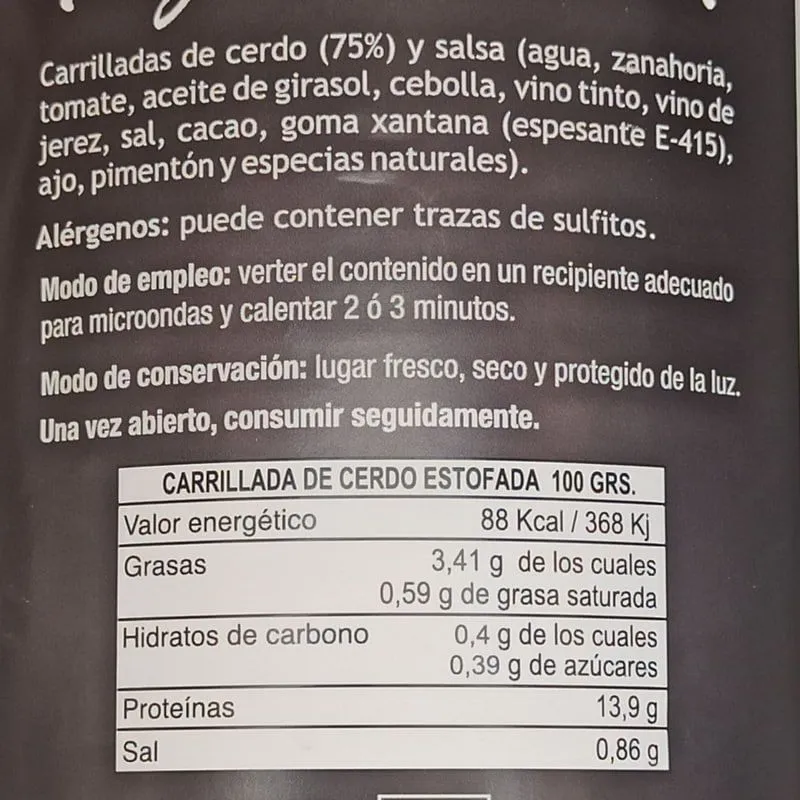 Carrilladas de cerdo (75%) y salsa (agua, zanahoria,
tomate, aceite de girasol, cebolla, vino tinto, vino de
jerez, sal, cacao, goma xantana (espesante E-415),
ajo, pimentón y especias naturales).
Alérgenos: puede contener trazas de sulfitos.
Modo de empleo: verter el contenido en un recipiente adecuado
para microondas y calentar 2 ó 3 minutos.
Modo de conservación: lugar fresco, seco y protegido de la luz.
Una vez abierto, consumir seguidamente.
CARRILLADA DE CERDO ESTOFADA 100 GRS.
Valor energético 88 Kcal / 368 Kj
Grasas 3,41 g de los cuales
0,59 g de grasa saturada
Hidratos de carbono 0,4 g de los cuales
0,39 g de azúcares
Proteínas 13,9 g
Sal 0,86 g